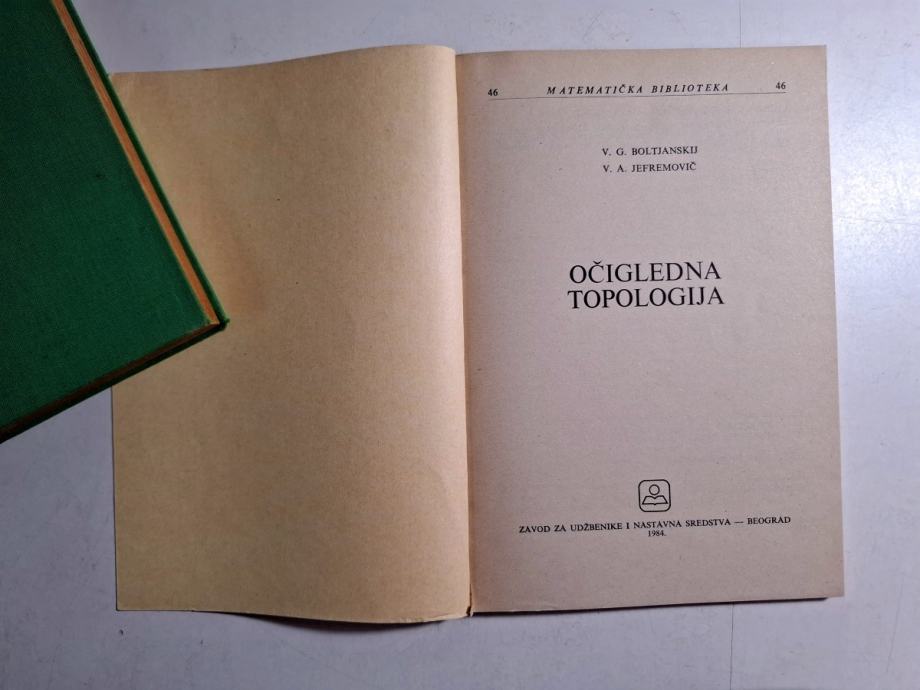 46 MATEMATIČKA BIBLIOTEKA 46
V. G. BOLTJANSKIJ
V. A. JEFREMOVIČ
OČIGLEDNA
TOPOLOGIJA
ZAVOD ZA UDŽBENIKE I NASTAVNA SREDSTVA — BEOGRAD
1984.